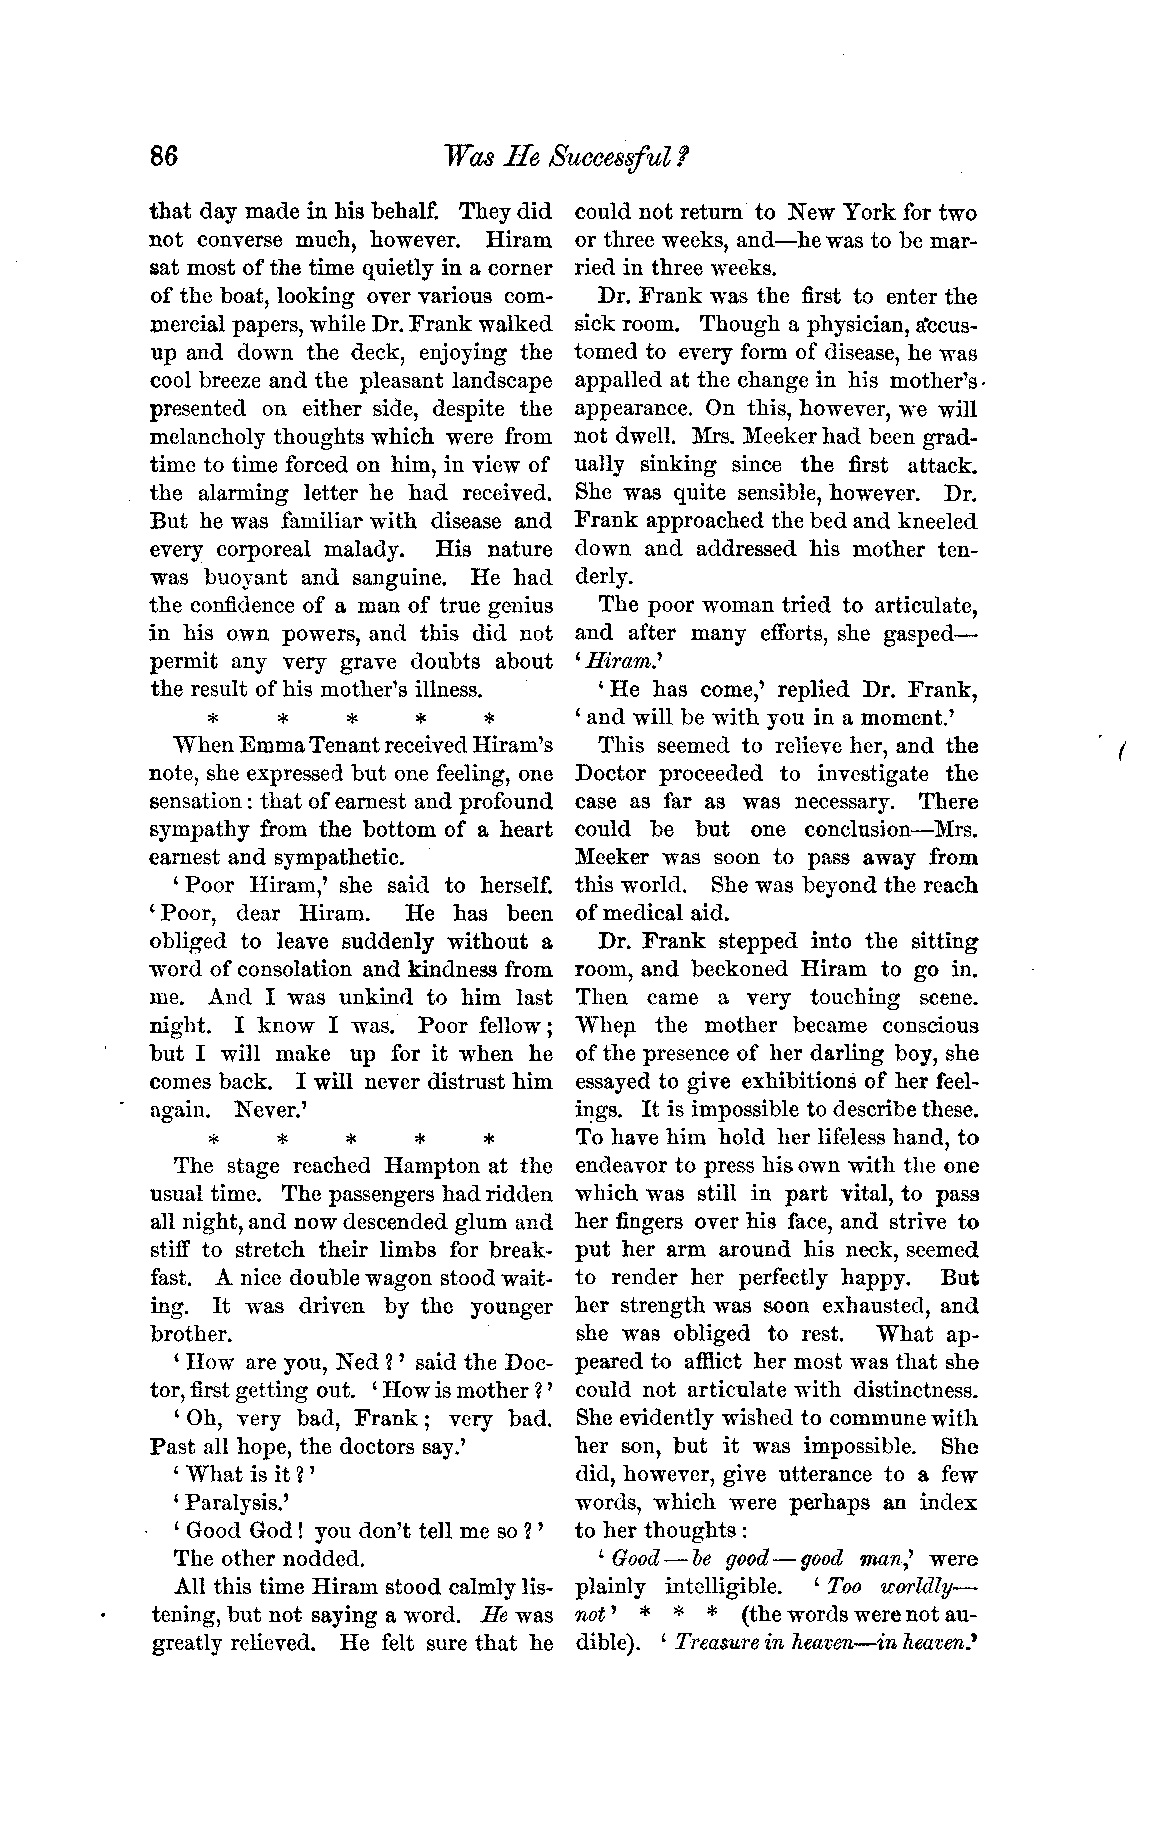 86 Was He Successful?
that day made in his behalf. They did
not converse much, however. Hiram
sat most of the time quietly in a corner
of the boat, looking over various com-
mercial papers, while Dr. Frank walked
up and down the deck, enjoying the
cool breeze and the pleasant landscape
presented on either side, despite the
melancholy thoughts which were from
time to time forced on him, in view of
the alarming letter he had received.
But he was familiar with disease and
every corporeal malady. His nature
was buoyant and sanguine. He had
the confidence of a man of true genius
in his own powers, and this did not
permit any very grave doubts about
the result of his mother's illness.
* * * * *
When Emma Tenant received Hiram's
note, she expressed but one feeling, one
sensation: that of earnest and profound
sympathy from the bottom of a heart
earnest and sympathetic.
'Poor Hiram,' she said to herself.
'Poor, dear Hiram. He has been
obliged to leave suddenly without a
word of consolation and kindness from
me. And I was unkind to him last
night. I know I was. Poor fellow;
but I will make up for it when he
comes back. I will never distrust him
again. Never.'
* * * * *
The stage reached Hampton at the
usual time. The passengers had ridden
all night, and now descended glum and
stiff to stretch their limbs for break-
fast. A nice double wagon stood wait-
ing. It was driven by the younger
brother.
'How are you, Ned?' said the Doc-
tor, first getting out. 'How is mother?'
'Oh, very bad, Frank; very bad.
Past all hope, the doctors say.'
'What is it?'
'Paralysis.'
'Good God! you don't tell me so?'
The other nodded.
All this time Hiram stood calmly lis-
tening, but not saying a word. He was
greatly relieved. He felt sure that he
could not return to New York for two
or three weeks, and—he was to be mar-
ried in three weeks.
Dr. Frank was the first to enter the
sick room. Though a physician, accus-
tomed to every form of disease, he was
appalled at the change in his mother's
appearance. On this, however, we will
not dwell. Mrs. Meeker had been grad-
ually sinking since the first attack.
She was quite sensible, however. Dr.
Frank approached the bed and kneeled
down and addressed his mother ten-
derly.
The poor woman tried to articulate,
and after many efforts, she gasped—
'Hiram.'
'He has come,' replied Dr. Frank,
'and will be with you in a moment.'
This seemed to relieve her, and the
Doctor proceeded to investigate the
case as far as was necessary. There
could be but one conclusion—Mrs.
Meeker was soon to pass away from
this world. She was beyond the reach
of medical aid.
Dr. Frank stepped into the sitting
room, and beckoned Hiram to go in.
Then came a very touching scene.
When the mother became conscious
of the presence of her darling boy, she
essayed to give exhibitions of her feel-
ings. It is impossible to describe these.
To have him hold her lifeless hand, to
endeavor to press his own with the one
which was still in part vital, to pass
her fingers over his face, and strive to
put her arm around his neck, seemed
to render her perfectly happy. But
her strength was soon exhausted, and
she was obliged to rest. What ap-
peared to afflict her most was that she
could not articulate with distinctness.
She evidently wished to commune with
her son, but it was impossible. She
did, however, give utterance to a few
words, which were perhaps an index
to her thoughts:
'Good—be good—good man,' were
plainly intelligible. 'Too worldly—
not' * * * (the words were not au-
dible). 'Treasure in heaven—in heaven.'